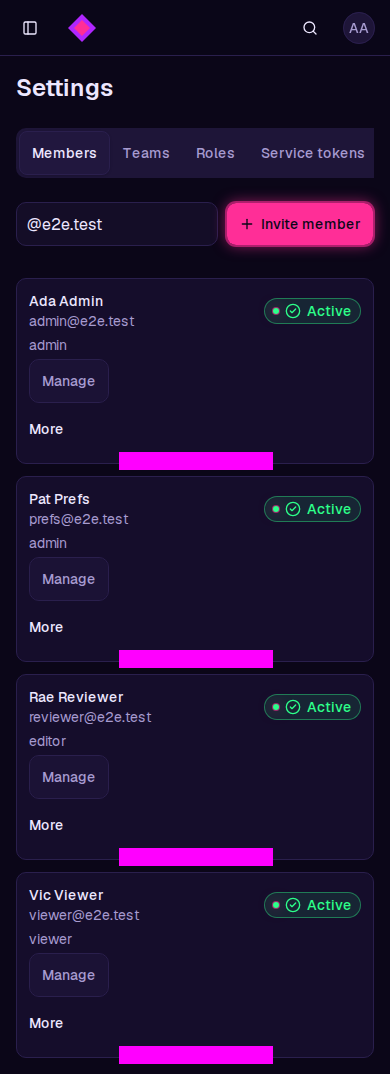 AA
Settings
Members Teams Roles Service tokens
@e2e.test
+ Invite member
Ada Admin
admin@e2e.test
Active
admin
Manage
More
Pat Prefs
prefs@e2e.test
Active
admin
Manage
More
Rae Reviewer
reviewer@e2e.test
Active
editor
Manage
More
Vic Viewer
viewer@e2e.test
Active
viewer
Manage
More